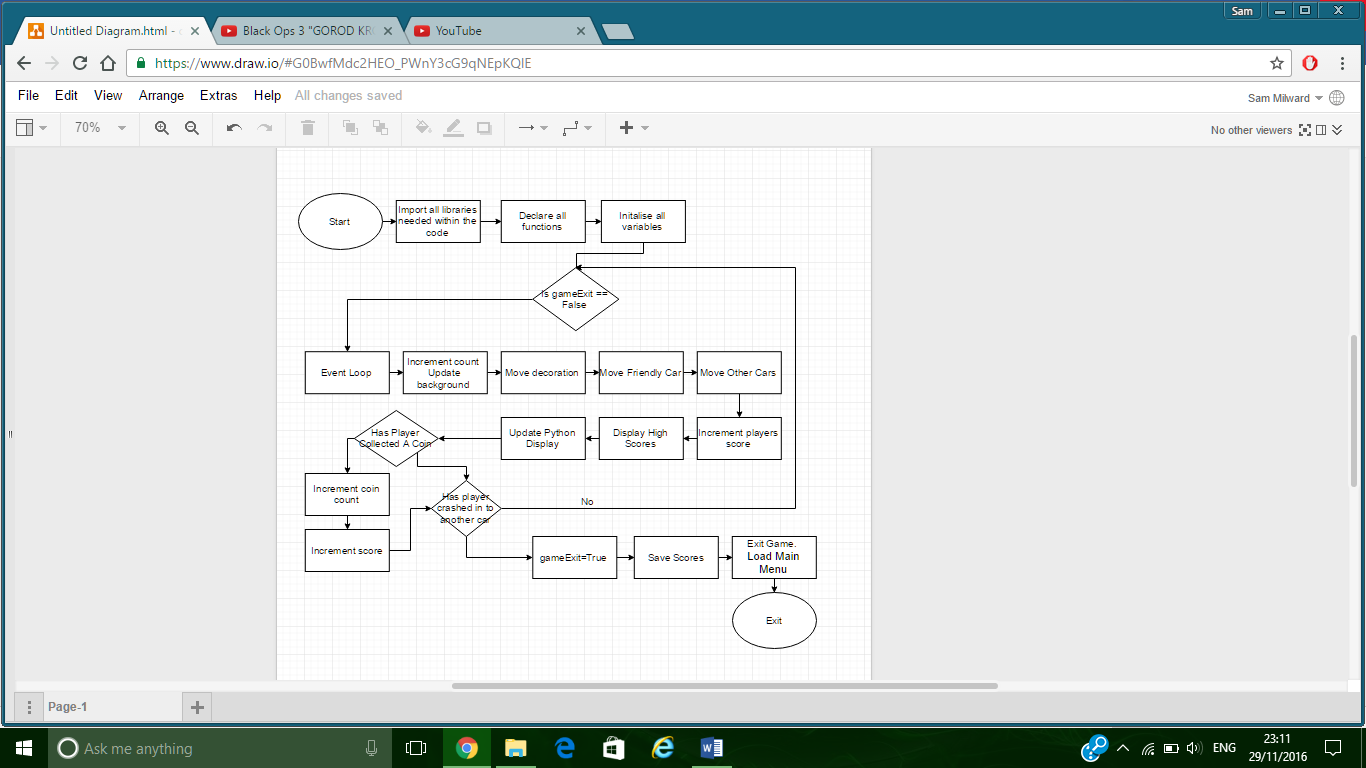 Sam
Untitled Diagram.html -
Black Ops 3 "GOROD KRO
YouTube
https://www.draw.io/#G0BwfMdc2HEO_PWnY3cG9qNEpKQlE
File Edit View Arrange Extras Help All changes saved
Sam Milward
70%
No other viewers
Start
Import all libraries
needed within the
code
Declare all
functions
Initalise all
variables
Is gameExit ==
False
Event Loop
Increment count
Update
background
Move decoration
Move Friendly Car
Move Other Cars
Has Player
Collected A Coin
Update Python
Display
Display High
Scores
Increment players
score
Increment coin
count
Has player
crashed in to
another car
No
Increment score
gameExit=True
Save Scores
Exit Game.
Load Main
Menu
Exit
Page-1
Ask me anything
ENG
23:11
29/11/2016